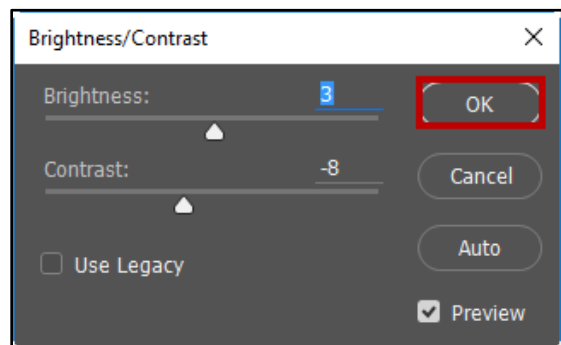 Brightness/Contrast
Brightness: 3
OK
Contrast: -8
Cancel
Auto
Use Legacy
Preview